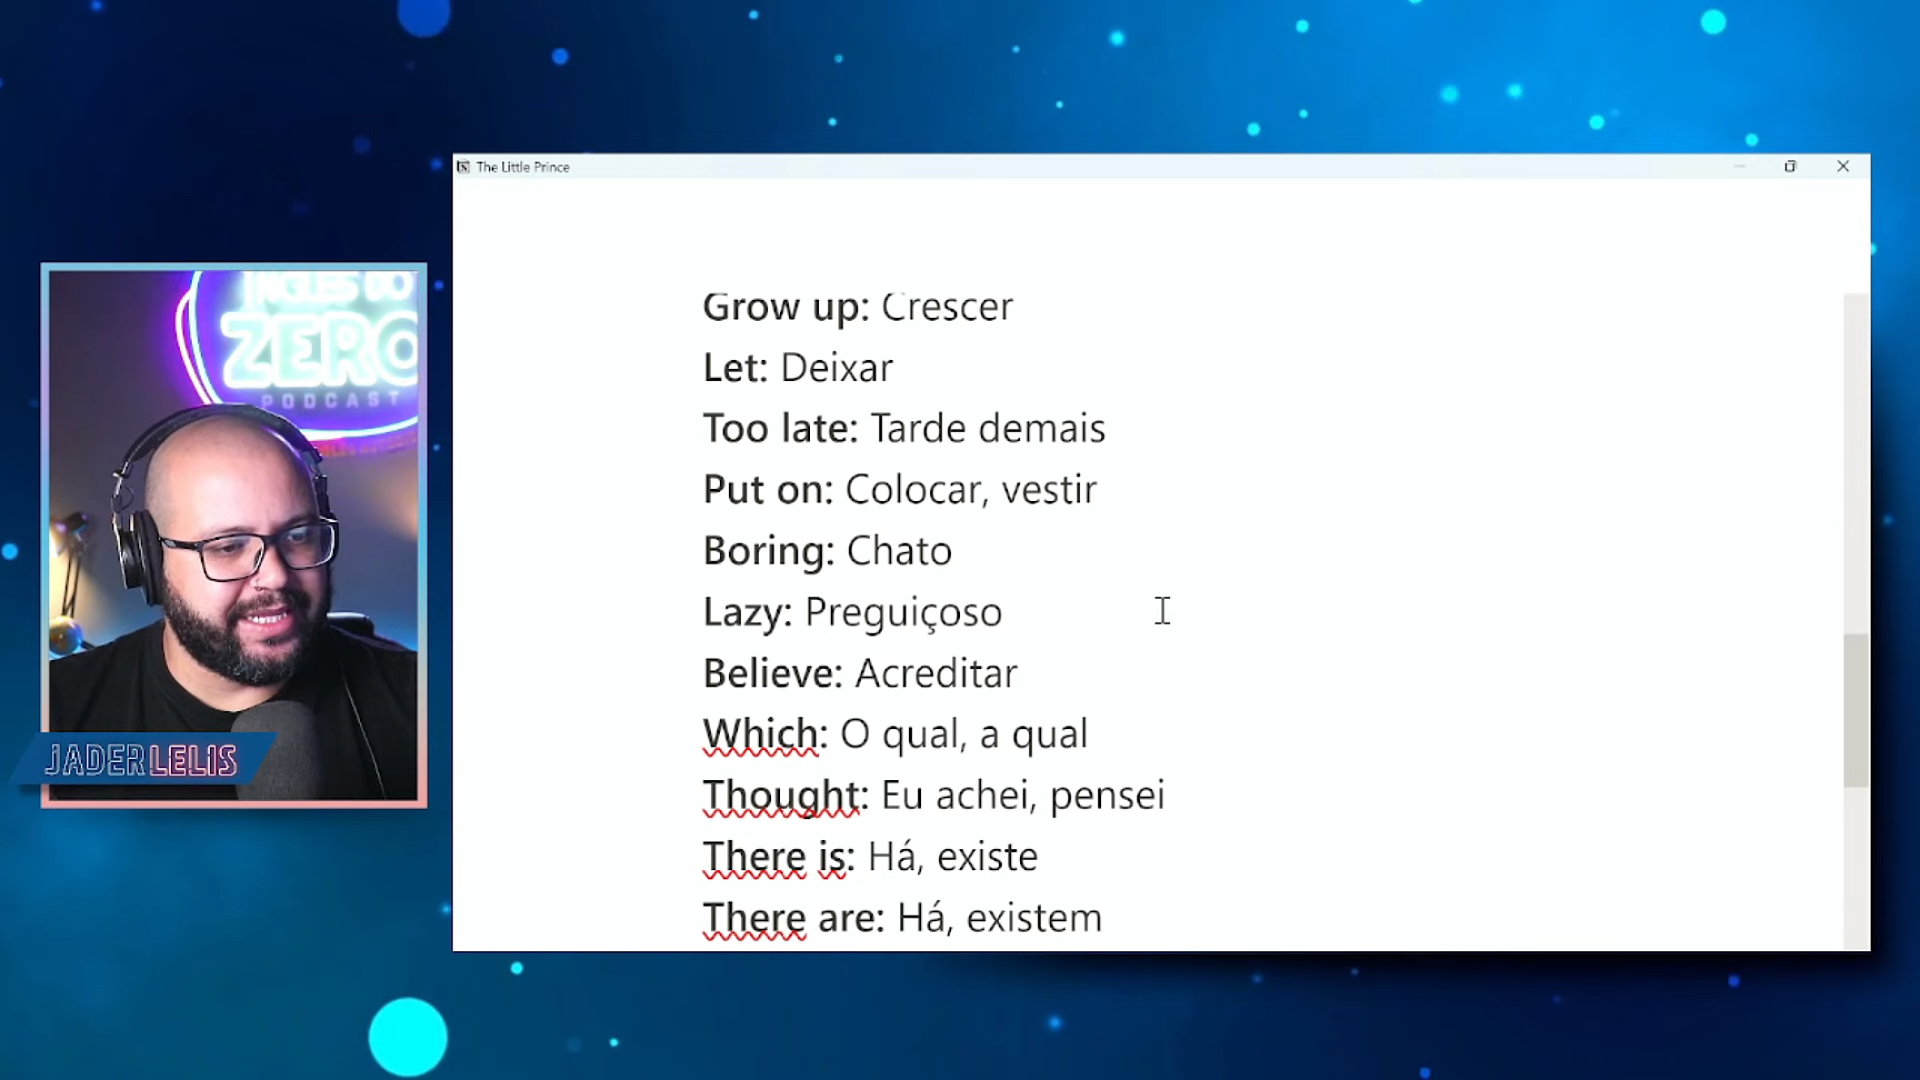 The Little Prince
ZERO
PODCAST
JADER LELIS
Grow up: Crescer
Let: Deixar
Too late: Tarde demais
Put on: Colocar, vestir
Boring: Chato
Lazy: Preguiçoso
Believe: Acreditar
Which: O qual, a qual
Thought: Eu achei, pensei
There is: Há, existe
There are: Há, existem